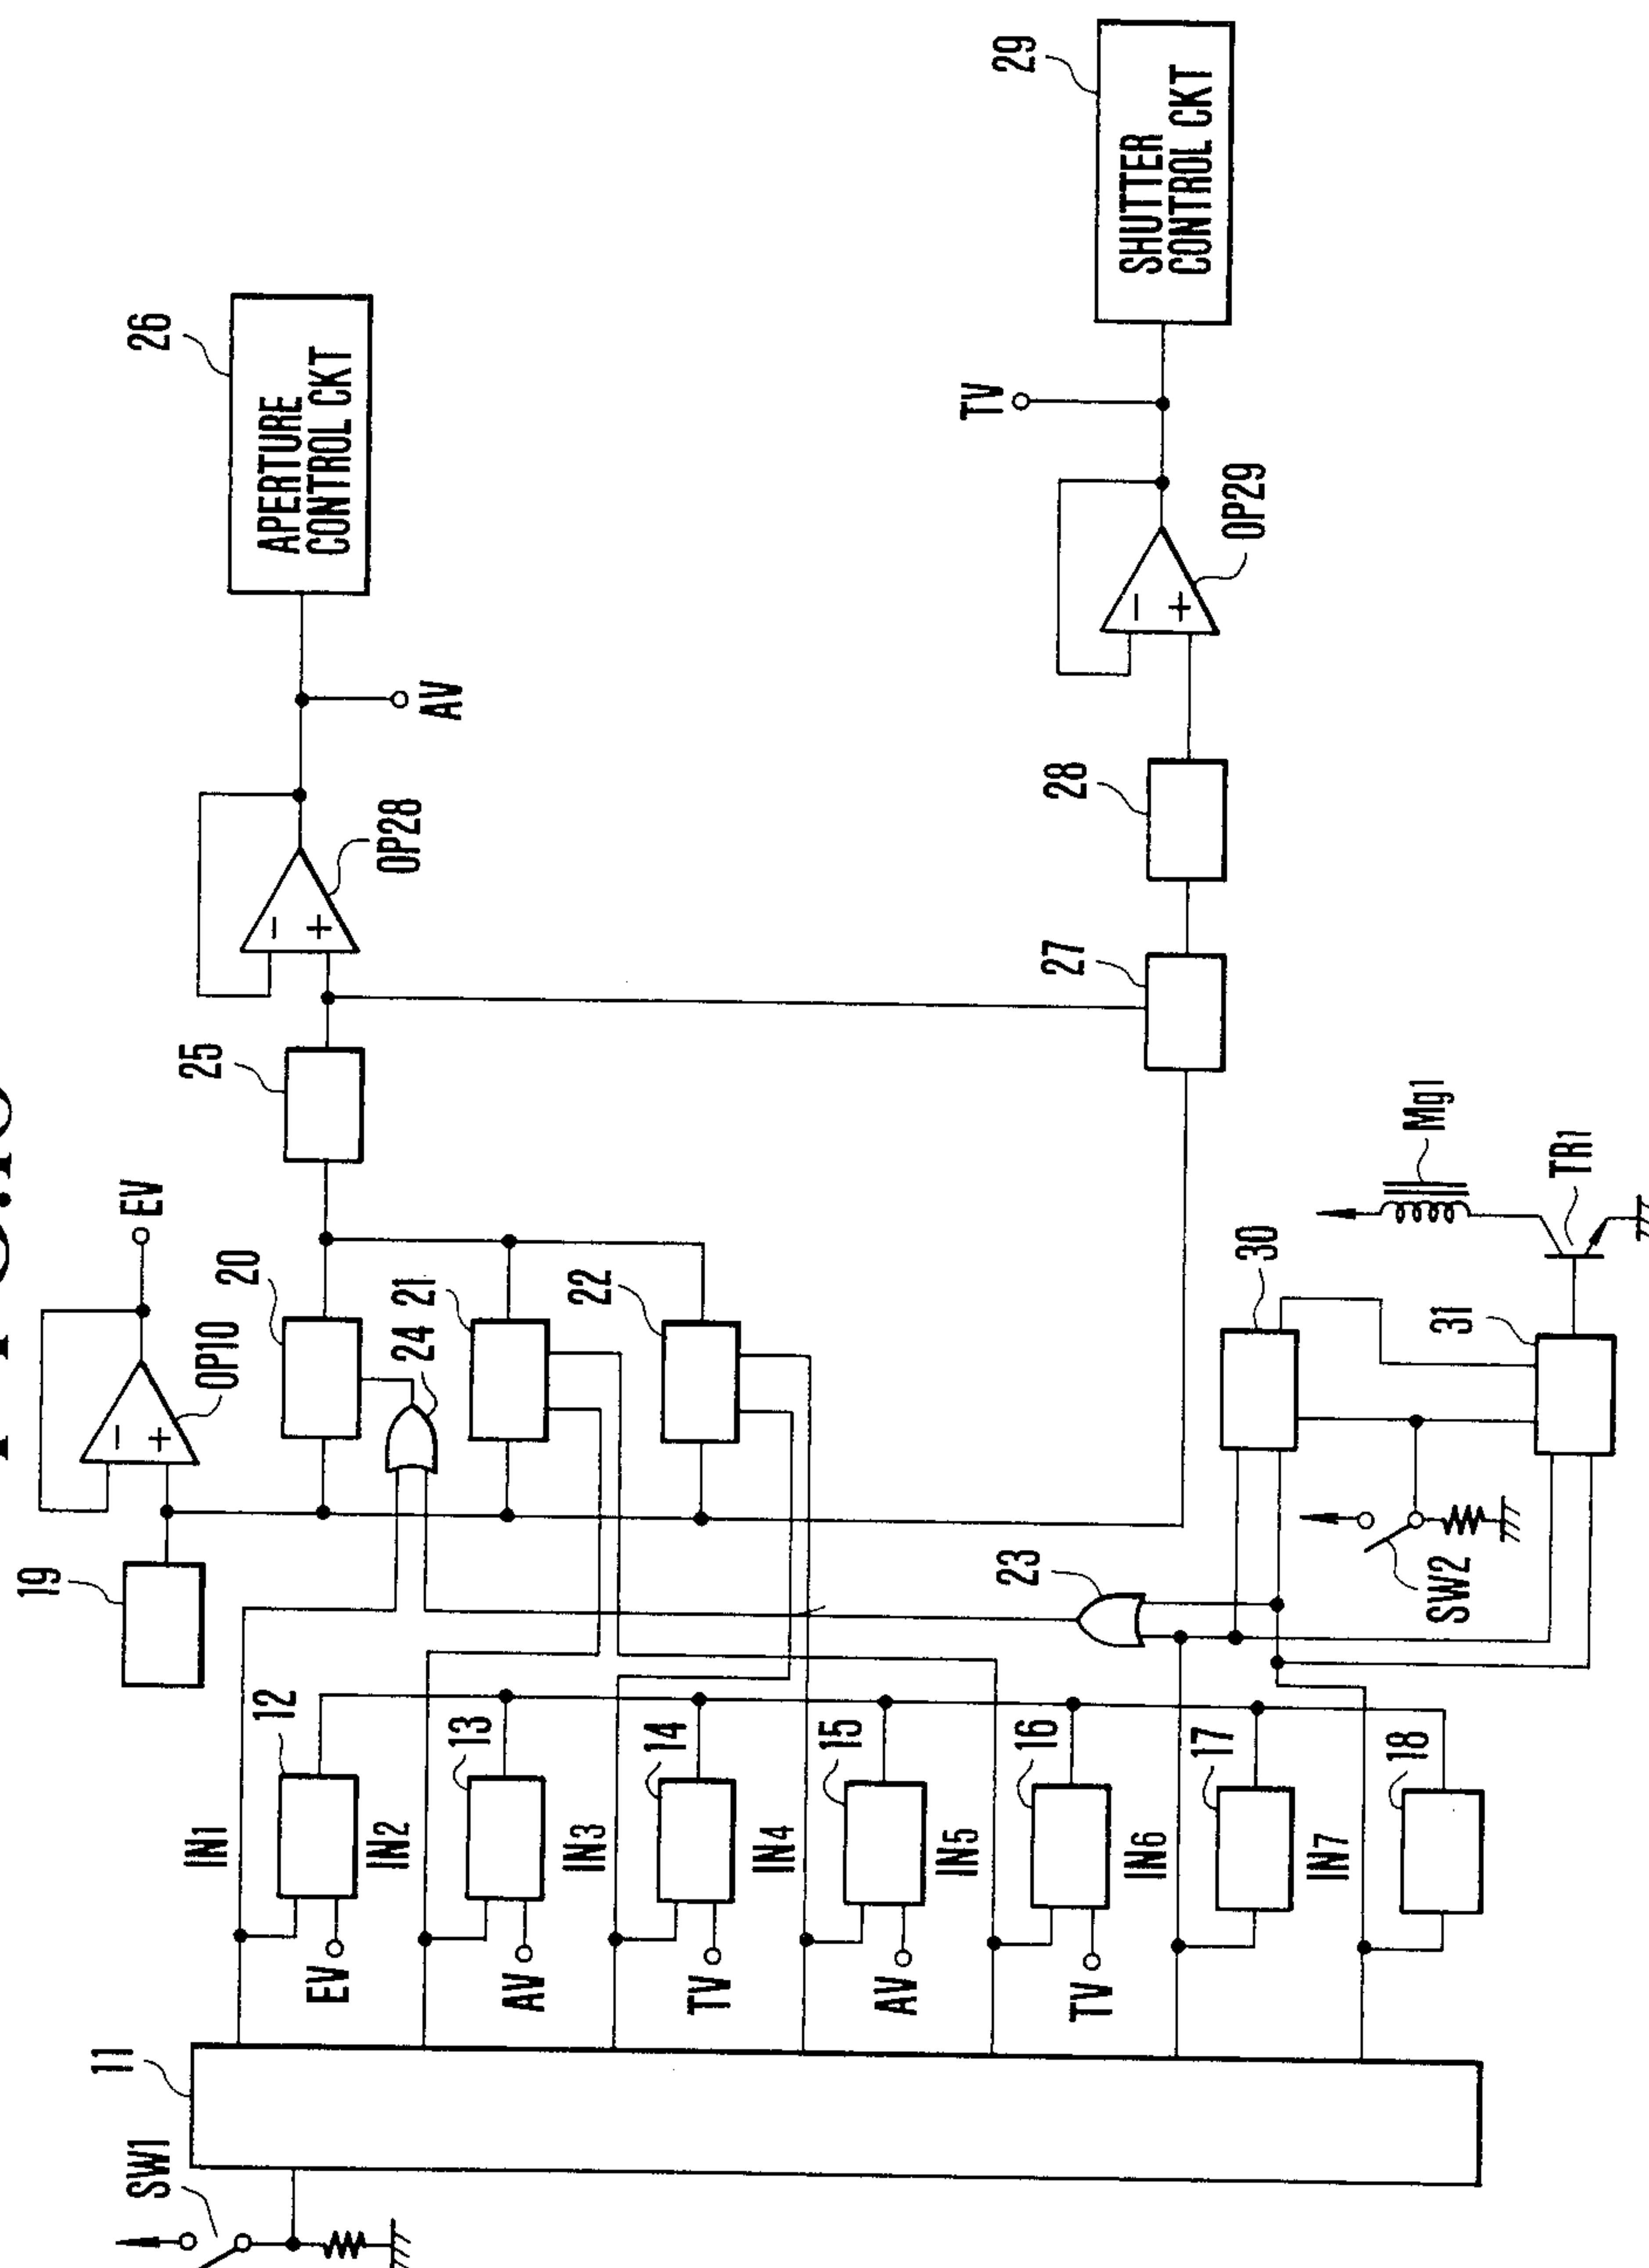 SW1
11
IN1
IN2
IN3
IN4
IN5
IN6
IN7
EV
AV
TV
AV
TV
12
13
14
15
16
17
18
19
OP10
EV
20
24
21
22
23
SW2
30
31
Mg1
TR1
25
OP28
AV
26
APERTURE
CONTROL CKT
27
28
OP29
TV
29
SHUTTER
CONTROL CKT